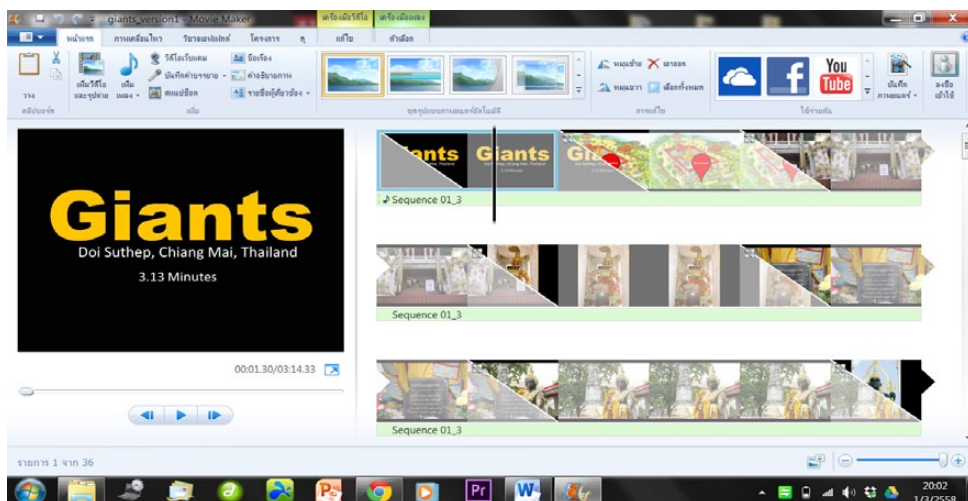 giants_version1 - Movie Maker
เครื่องมือวิดีโอ
เครื่องมือเพลง
หน้าแรก
ภาพเคลื่อนไหว
วิชวลเอฟเฟ็กต์
โครงการ
ดู
แก้ไข
ตัวเลือก
วาง
คลิปบอร์ด
เพิ่มวิดีโอ
และรูปถ่าย
เพิ่ม
เพลง
วิดีโอเว็บแคม
บันทึกคำบรรยาย
สแนปช็อต
ชื่อเรื่อง
คำอธิบายภาพ
รายชื่อผู้เกี่ยวข้อง
เพิ่ม
ชุดรูปแบบภาพยนตร์อัตโนมัติ
หมุนซ้าย
เอาออก
หมุนขวา
เลือกทั้งหมด
การแก้ไข
You
Tube
ใช้ร่วมกัน
บันทึก
ภาพยนตร์
ลงชื่อ
เข้าใช้
Giants
Doi Suthep, Chiang Mai, Thailand
3.13 Minutes
00:01.30/03:14.33
Giants
Giants
3.13 Minutes
Sequence 01_3
Sequence 01_3
Sequence 01_3
รายการ 1 จาก 36
Pr
20:02
1/3/2558